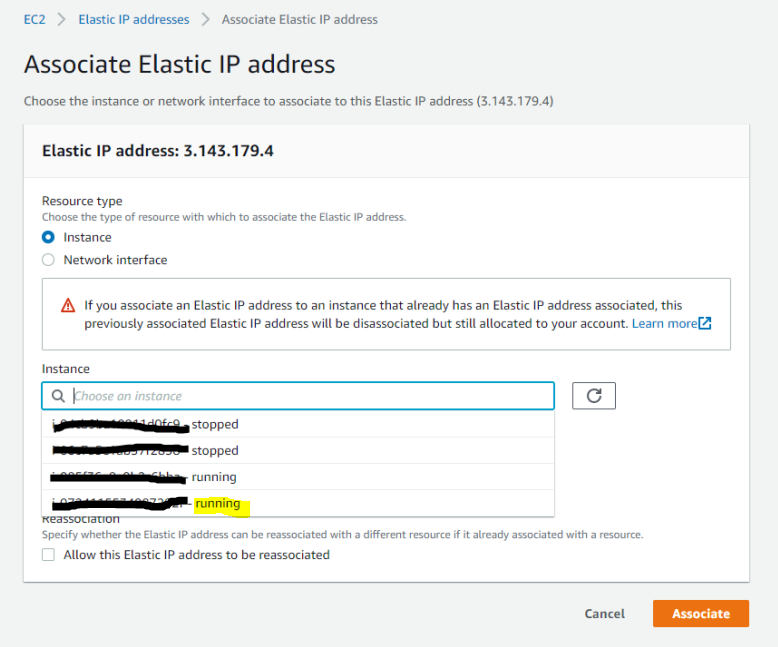 EC2 > Elastic IP addresses > Associate Elastic IP address
Associate Elastic IP address
Choose the instance or network interface to associate to this Elastic IP address (3.143.179.4)
Elastic IP address: 3.143.179.4
Resource type
Choose the type of resource with which to associate the Elastic IP address.
Instance
Network interface
If you associate an Elastic IP address to an instance that already has an Elastic IP address associated, this
previously associated Elastic IP address will be disassociated but still allocated to your account. Learn more
Instance
Choose an instance
stopped
stopped
running
running
Reassociation
Specify whether the Elastic IP address can be reassociated with a different resource if it already associated with a resource.
Allow this Elastic IP address to be reassociated
Cancel
Associate